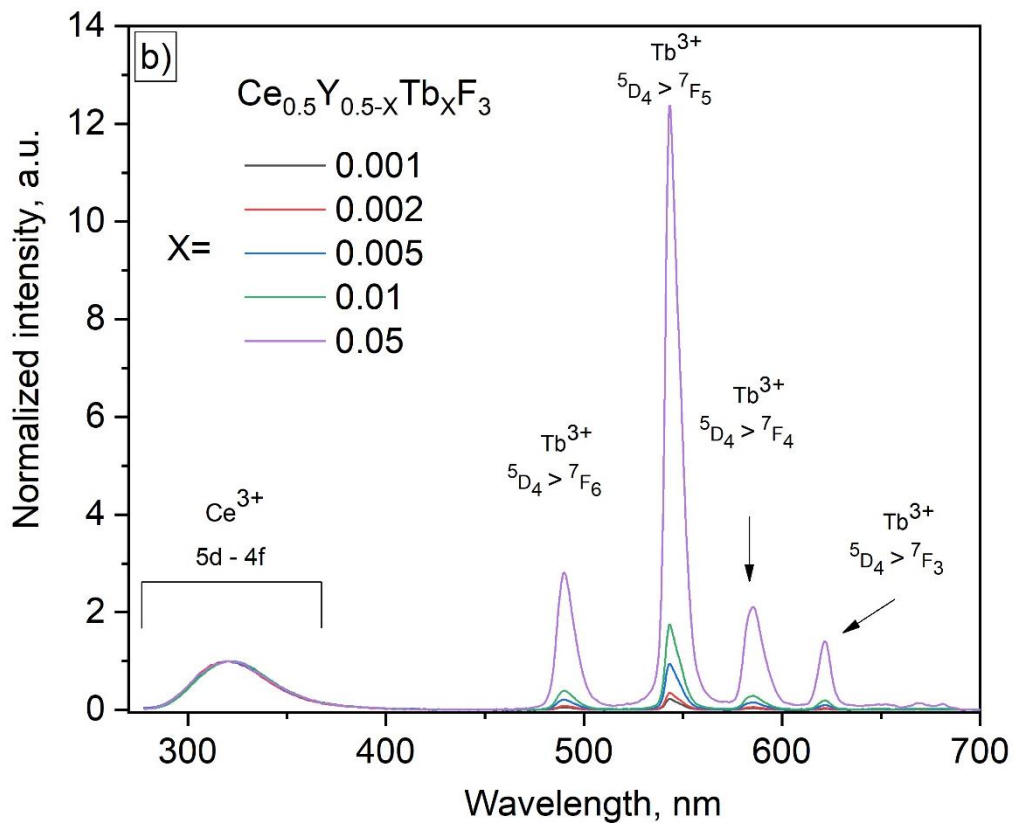 b)
Ce0.5Y0.5-XTbXF3
X=
0.001
0.002
0.005
0.01
0.05
Tb3+
5D4 > 7F5
Tb3+
5D4 > 7F6
Tb3+
5D4 > 7F4
Tb3+
5D4 > 7F3
Ce3+
5d - 4f
Normalized intensity, a.u.
14
12
10
8
6
4
2
0
300 400 500 600 700
Wavelength, nm